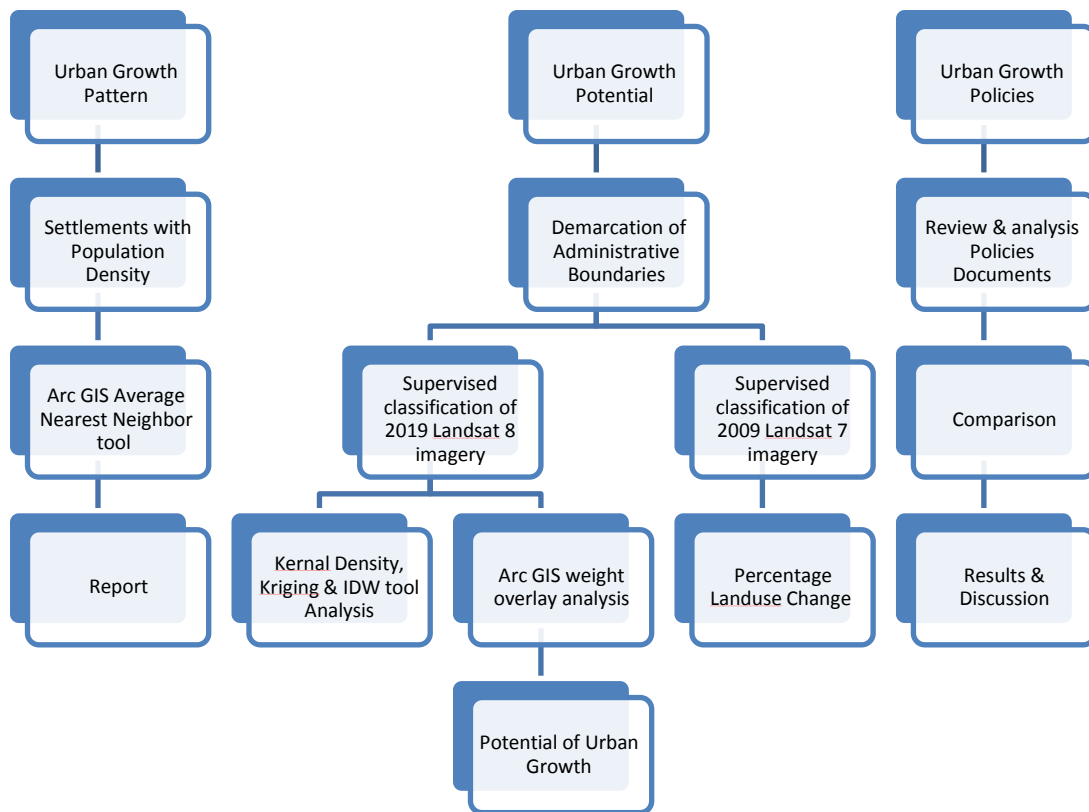 Urban Growth
Pattern
Urban Growth
Potential
Urban Growth
Policies
Settlements with
Population
Density
Demarcation of
Administrative
Boundaries
Review & analysis
Policies
Documents
Arc GIS Average
Nearest Neighbor
tool
Supervised
classification of
2019 Landsat 8
imagery
Supervised
classification of
2009 Landsat 7
imagery
Comparison
Report
Kernal Density,
Kriging & IDW tool
Analysis
Arc GIS weight
overlay analysis
Percentage
Landuse Change
Results &
Discussion
Potential of Urban
Growth